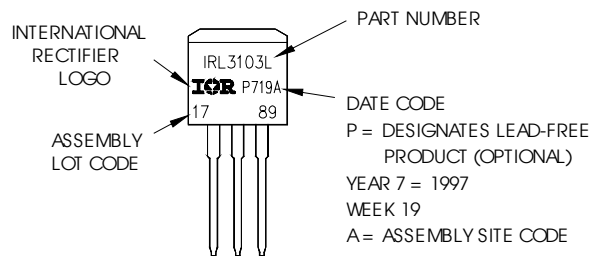 INTERNATIONAL
RECTIFIER
LOGO
ASSEMBLY
LOT CODE
IRL3103L
IOR P719A
17 89
PART NUMBER
DATE CODE
P = DESIGNATES LEAD-FREE
PRODUCT (OPTIONAL)
YEAR 7 = 1997
WEEK 19
A = ASSEMBLY SITE CODE